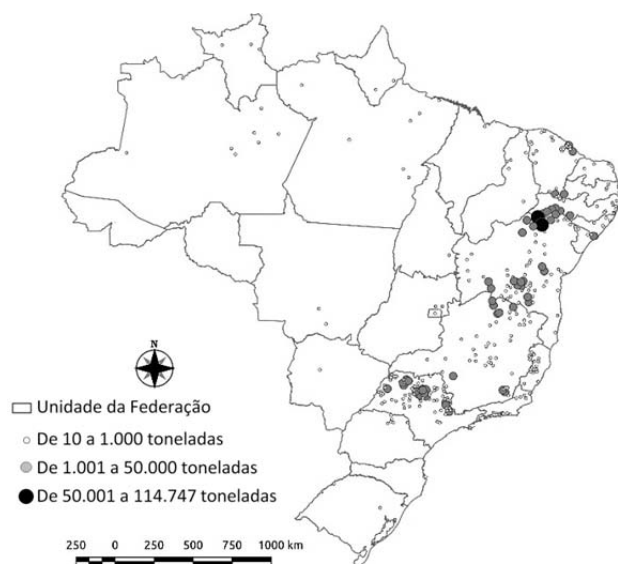 N
Unidade da Federação
De 10 a 1.000 toneladas
De 1.001 a 50.000 toneladas
De 50.001 a 114.747 toneladas
250 0 250 500 750 1000 km